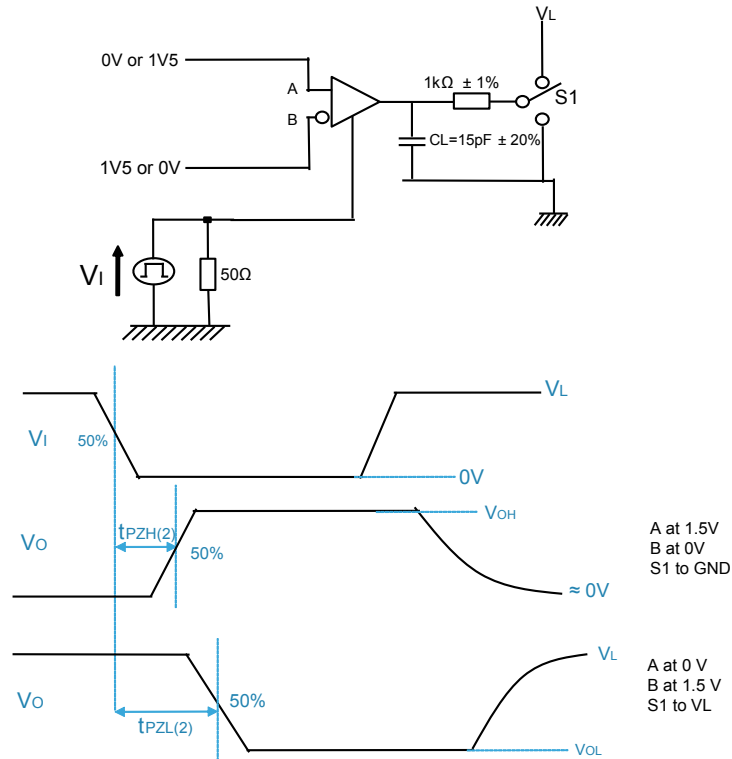 VL
0V or 1V5
A
1kΩ ± 1%
S1
B
CL=15pF ± 20%
1V5 or 0V
VI
50Ω
VL
VI
50%
0V
tPZH(2)
VOH
VO
50%
≈ 0V
A at 1.5V
B at 0V
S1 to GND
VL
VO
50%
tPZL(2)
VOL
A at 0 V
B at 1.5 V
S1 to VL